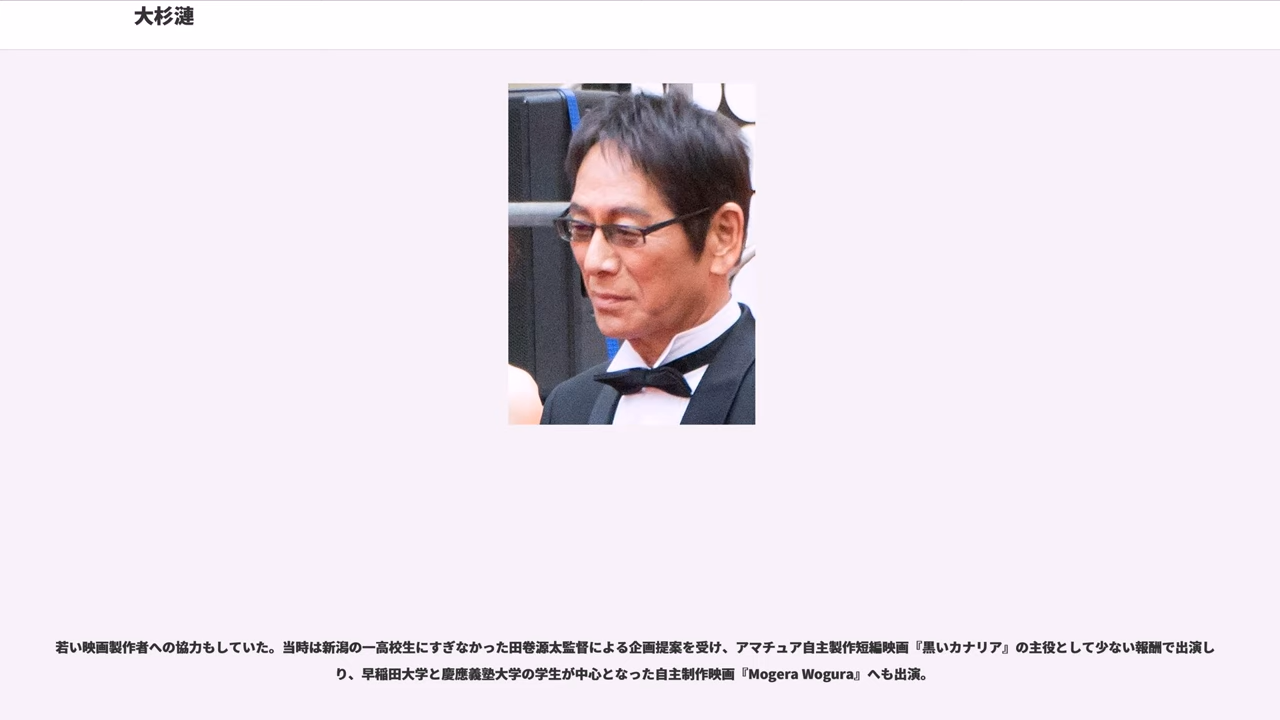 大杉漣
若い映画製作者への協力もしていた。当時は新潟の一高校生にすぎなかった田巻源太監督による企画提案を受け、アマチュア自主製作短編映画『黒いカナリア』の主役として少ない報酬で出演し
り、早稲田大学と慶應義塾大学の学生が中心となった自主制作映画『Mogera Wogura』へも出演。